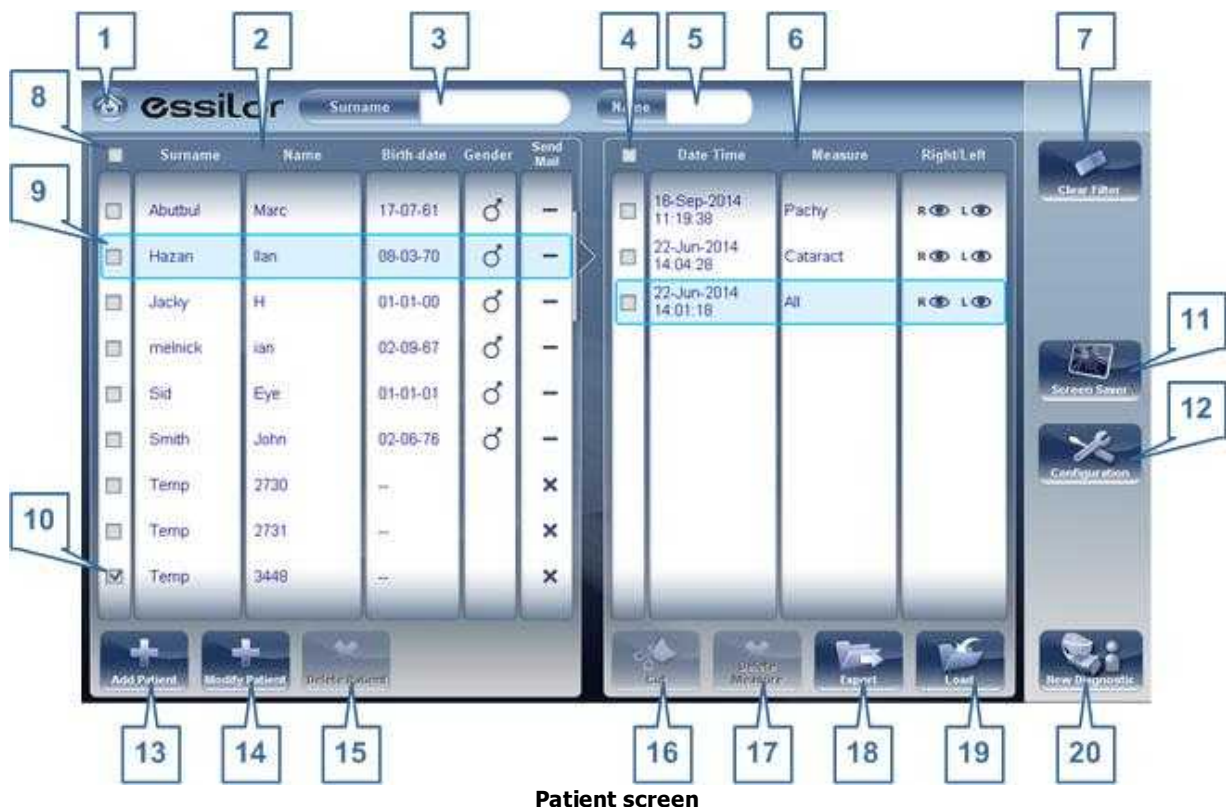 1 2 3 4 5 6 7
8 essilor Surname Name
Surname Name Birth-date Gender Send Mail Date Time Measure Right/Left Clear Filter
9
Abutbul Marc 17-07-61 – 16-Sep-2014 11:19:38 Pachy R L
Hazan Ilan 08-03-70 – 22-Jun-2014 14:04:28 Cataract R L
Jacky H 01-01-00 – 22-Jun-2014 14:01:18 All R L
11
melnick ian 02-09-67 –
Sid Eye 01-01-01 – Screen Saver
12
Smith John 02-06-76 –
Configuration
Temp 2730 -- ×
10
Temp 2731 -- ×
Temp 3448 -- ×
Add Patient Modify Patient Delete Patient Cut Delete Measure Export Load New Diagnostic
13 14 15 16 17 18 19 20
Patient screen